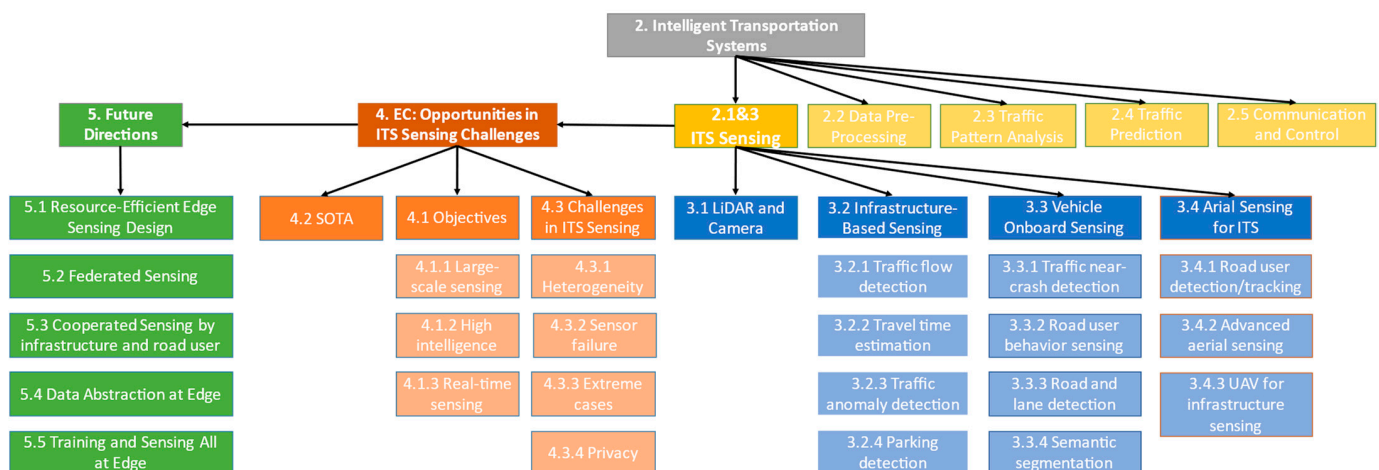 2. Intelligent Transportation
Systems
5. Future
Directions
4. EC: Opportunities in
ITS Sensing Challenges
2.1&3
ITS Sensing
2.2 Data Pre-
Processing
2.3 Traffic
Pattern Analysis
2.4 Traffic
Prediction
2.5 Communication
and Control
5.1 Resource-Efficient Edge
Sensing Design
4.2 SOTA
4.1 Objectives
4.3 Challenges
in ITS Sensing
3.1 LiDAR and
Camera
3.2 Infrastructure-
Based Sensing
3.3 Vehicle
Onboard Sensing
3.4 Arial Sensing
for ITS
5.2 Federated Sensing
4.1.1 Large-
scale sensing
4.3.1
Heterogeneity
3.2.1 Traffic flow
detection
3.3.1 Traffic near-
crash detection
3.4.1 Road user
detection/tracking
5.3 Cooperated Sensing by
infrastructure and road user
4.1.2 High
intelligence
4.3.2 Sensor
failure
3.2.2 Travel time
estimation
3.3.2 Road user
behavior sensing
3.4.2 Advanced
aerial sensing
5.4 Data Abstraction at Edge
4.1.3 Real-time
sensing
4.3.3 Extreme
cases
3.2.3 Traffic
anomaly detection
3.3.3 Road and
lane detection
3.4.3 UAV for
infrastructure
sensing
5.5 Training and Sensing All
at Edge
4.3.4 Privacy
3.2.4 Parking
detection
3.3.4 Semantic
segmentation